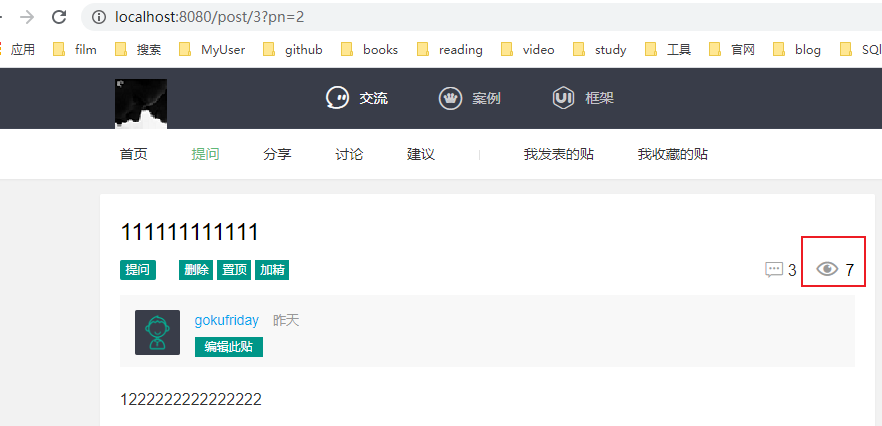 localhost:8080/post/3?pn=2
应用 film 搜索 MyUser github books reading video study 工具 官网 blog SQl
交流 案例 UI 框架
首页 提问 分享 讨论 建议 我发表的贴 我收藏的贴
111111111111
提问 删除 置顶 加精 3 7
gokufriday 昨天
编辑此贴
1222222222222222